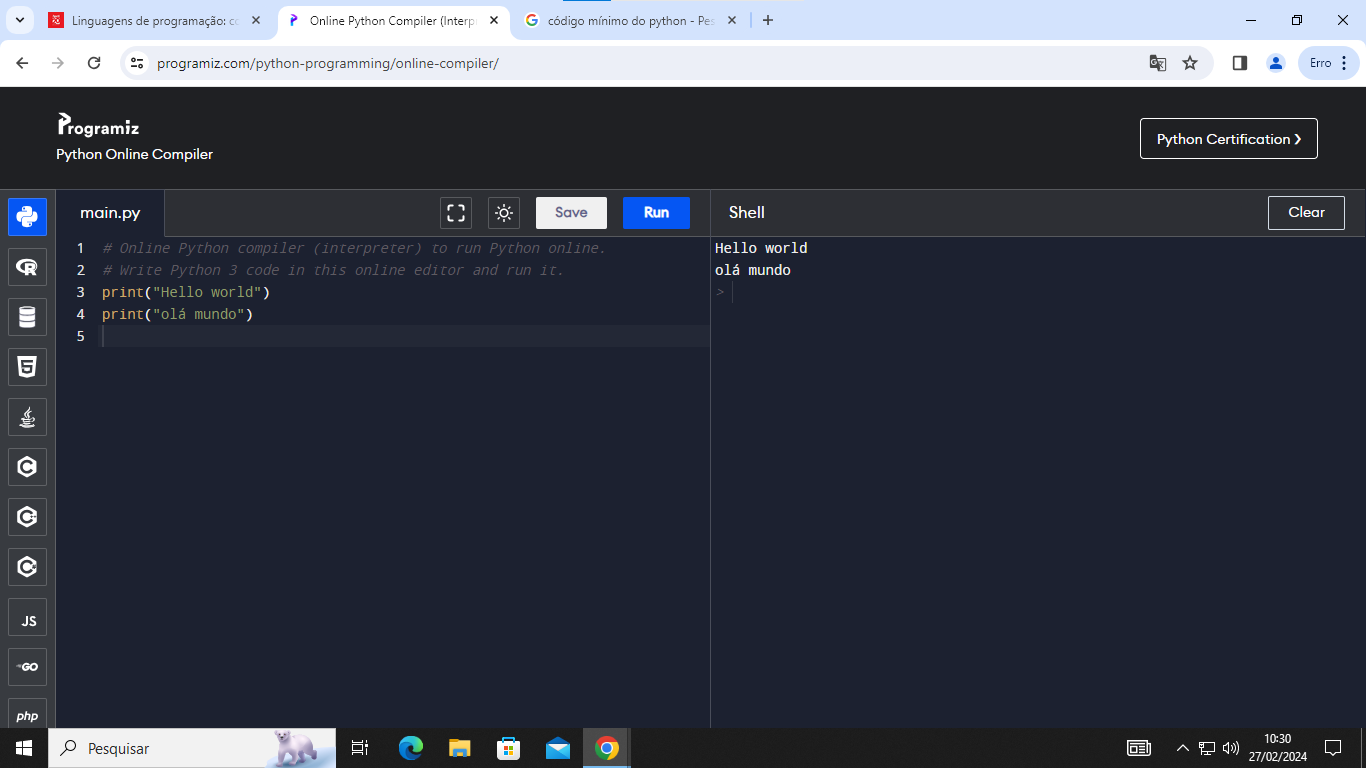 Linguagens de programação: co
Online Python Compiler (Interp
código mínimo do python - Pes
programiz.com/python-programming/online-compiler/
Erro
Programiz
Python Online Compiler
Python Certification ❯
main.py
Save
Run
Shell
Clear
1 # Online Python compiler (interpreter) to run Python online.
2 # Write Python 3 code in this online editor and run it.
3 print("Hello world")
4 print("olá mundo")
5
Hello world
olá mundo
>
JS
GO
php
Pesquisar
10:30
27/02/2024